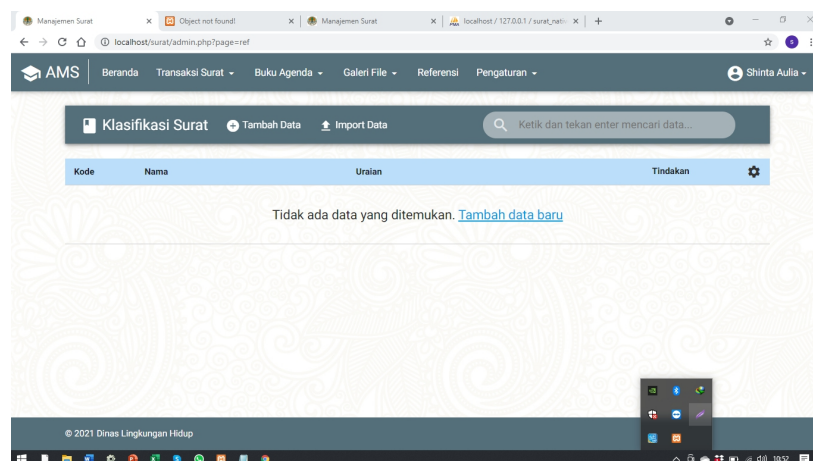 Manajemen Surat
Object not found!
Manajemen Surat
localhost / 127.0.0.1 / surat_nati
localhost/surat/admin.php?page=ref
AMS Beranda Transaksi Surat Buku Agenda Galeri File Referensi Pengaturan Shinta Aulia
Klasifikasi Surat Tambah Data Import Data Ketik dan tekan enter mencari data...
Kode Nama Uraian Tindakan
Tidak ada data yang ditemukan. Tambah data baru
© 2021 Dinas Lingkungan Hidup
10:52